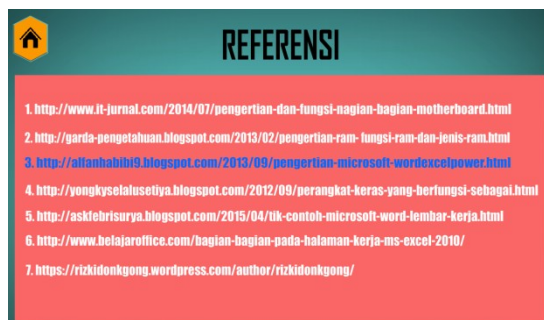 REFERENSI
1. http://www.it-jurnal.com/2014/07/pengertian-dan-fungsi-nagian-bagian-motherboard.html
2. http://garda-pengetahuan.blogspot.com/2013/02/pengertian-ram- fungsi-ram-dan-jenis-ram.html
3. http://alfanhabibi9.blogspot.com/2013/09/pengertian-microsoft-wordexcelpower.html
4. http://yongkyselalusetiya.blogspot.com/2012/09/perangkat-keras-yang-berfungsi-sebagai.html
5. http://askfebrisurya.blogspot.com/2015/04/tik-contoh-microsoft-word-lembar-kerja.html
6. http://www.belajaroffice.com/bagian-bagian-pada-halaman-kerja-ms-excel-2010/
7. https://rizkidonkgong.wordpress.com/author/rizkidonkgong/